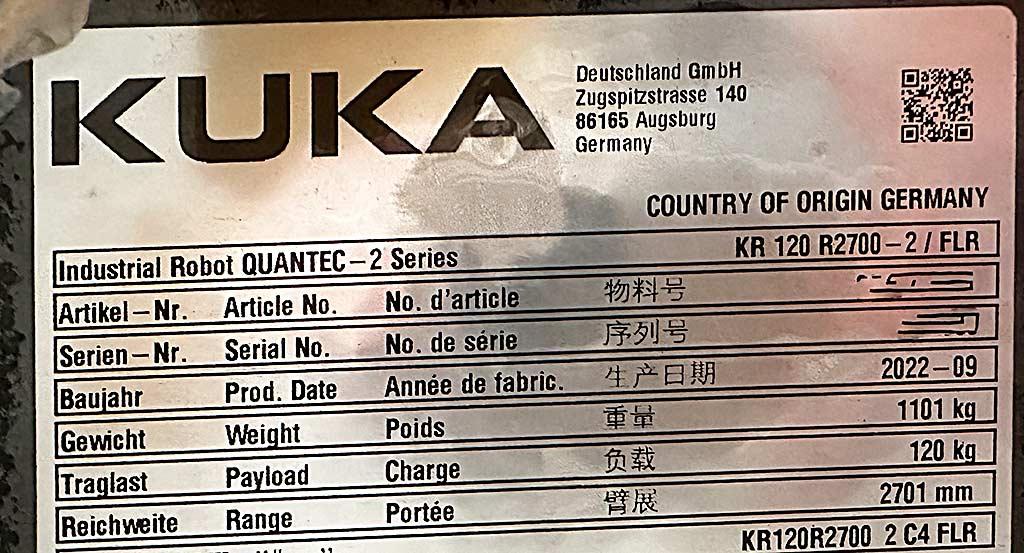 KUKA
Deutschland GmbH
Zugspitzstrasse 140
86165 Augsburg
Germany
COUNTRY OF ORIGIN GERMANY
Industrial Robot QUANTEC-2 Series KR 120 R2700-2 / FLR
Artikel-Nr. Article No. No. d'article 物料号
Serien-Nr. Serial No. No. de série 序列号
Baujahr Prod. Date Année de fabric. 生产日期 2022-09
Gewicht Weight Poids 重量 1101 kg
Traglast Payload Charge 负载 120 kg
Reichweite Range Portée 臂展 2701 mm
KR120R2700 2 C4 FLR